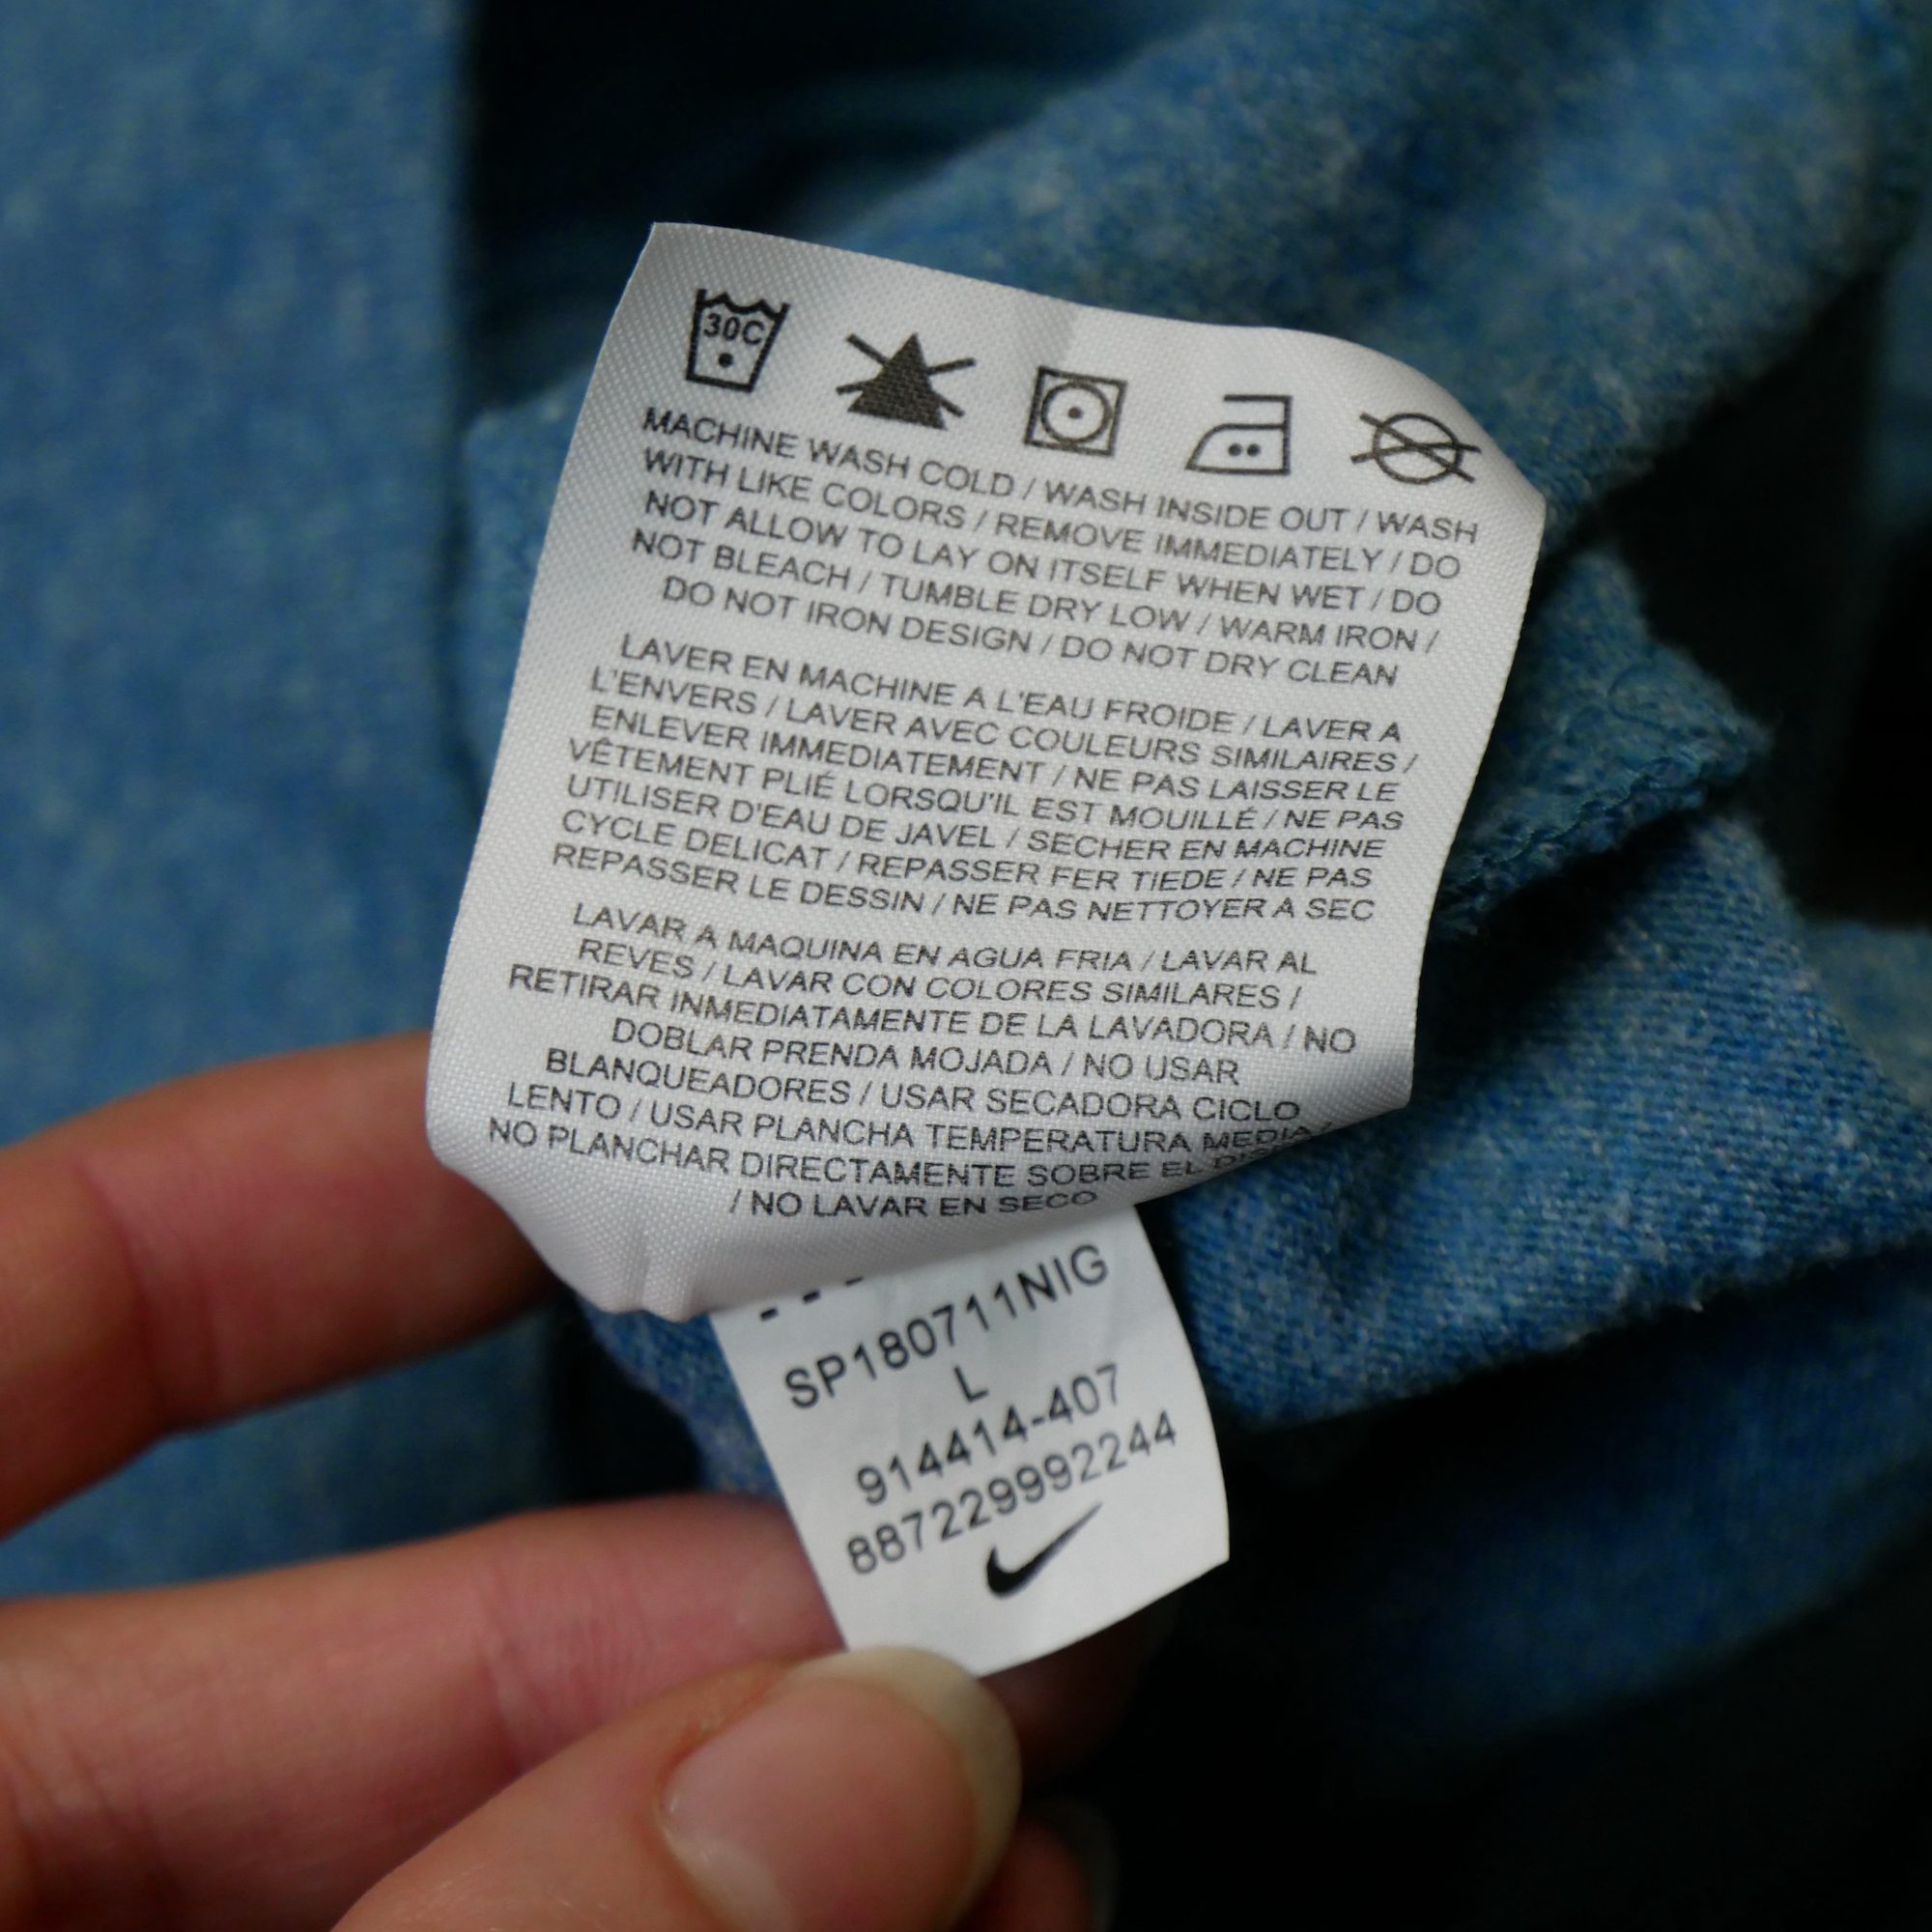 30C
MACHINE WASH COLD / WASH INSIDE OUT / WASH
WITH LIKE COLORS / REMOVE IMMEDIATELY / DO
NOT ALLOW TO LAY ON ITSELF WHEN WET / DO
NOT BLEACH / TUMBLE DRY LOW / WARM IRON /
DO NOT IRON DESIGN / DO NOT DRY CLEAN
LAVER EN MACHINE A L'EAU FROIDE / LAVER A
L'ENVERS / LAVER AVEC COULEURS SIMILAIRES /
ENLEVER IMMEDIATEMENT / NE PAS LAISSER LE
VÊTEMENT PLIÉ LORSQU'IL EST MOUILLÉ / NE PAS
UTILISER D'EAU DE JAVEL / SECHER EN MACHINE
CYCLE DELICAT / REPASSER FER TIEDE / NE PAS
REPASSER LE DESSIN / NE PAS NETTOYER A SEC
LAVAR A MAQUINA EN AGUA FRIA / LAVAR AL
REVES / LAVAR CON COLORES SIMILARES /
RETIRAR INMEDIATAMENTE DE LA LAVADORA / NO
DOBLAR PRENDA MOJADA / NO USAR
BLANQUEADORES / USAR SECADORA CICLO
LENTO / USAR PLANCHA TEMPERATURA MEDIA /
NO PLANCHAR DIRECTAMENTE SOBRE EL
/ NO LAVAR EN SECO
SP180711NIG
L
914414-407
887229992244